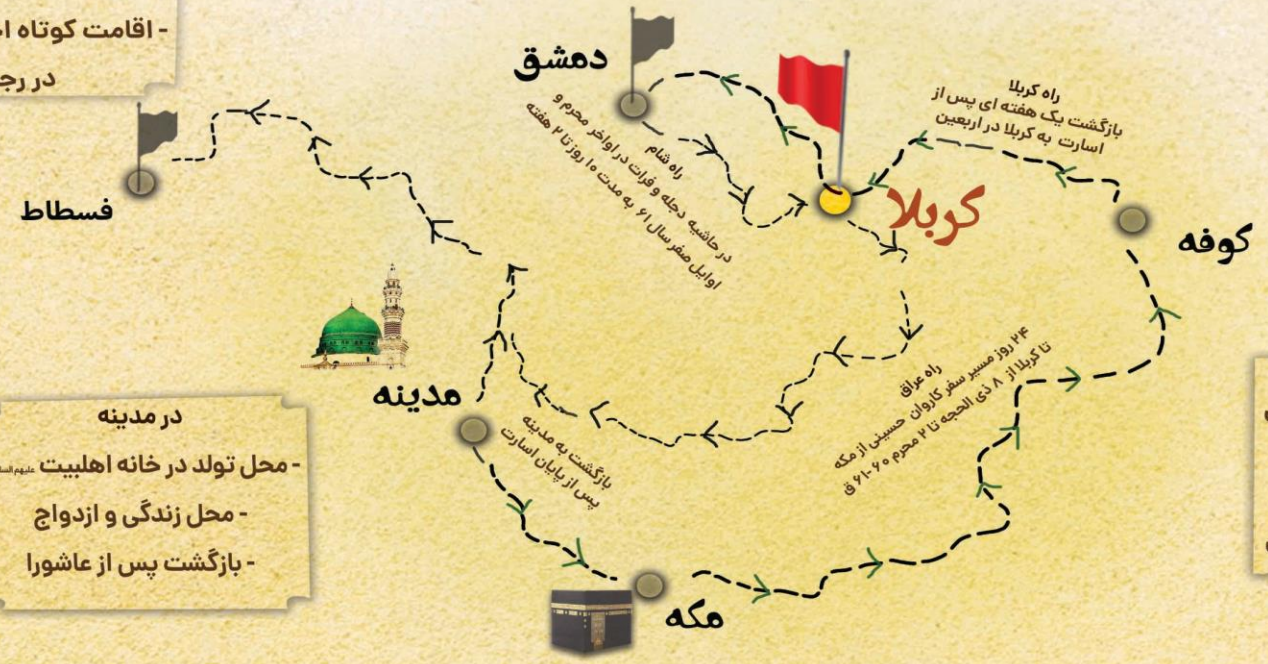 - اقامت کوتاه
در
دمشق
فسطاط
راه کربلا
بازگشت یک هفته ای پس از
اسارت به کربلا در اربعین
راه شام
در حاشیه دجله و فرات در اواخر محرم و
اوایل صفر سال ۶۱ به مدت ۱۰ روز تا ۲ هفته
کربلا
کوفه
مدینه
راه عراق
۲۴ روز مسیر سفر کاروان حسینی از مکه
تا کربلا از ۸ ذی الحجه تا ۲ محرم ۶۰-۶۱ ق
بازگشت به مدینه
پس از پایان اسارت
در مدینه
- محل تولد در خانه اهلبیت
- محل زندگی و ازدواج
- بازگشت پس از عاشورا
مکه